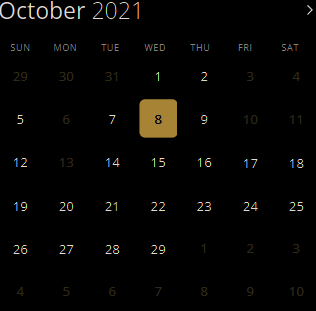 October 2021
SUN MON TUE WED THU FRI SAT
29 30 31 1 2 3 4
5 6 7 8 9 10 11
12 13 14 15 16 17 18
19 20 21 22 23 24 25
26 27 28 29 1 2 3
4 5 6 7 8 9 10